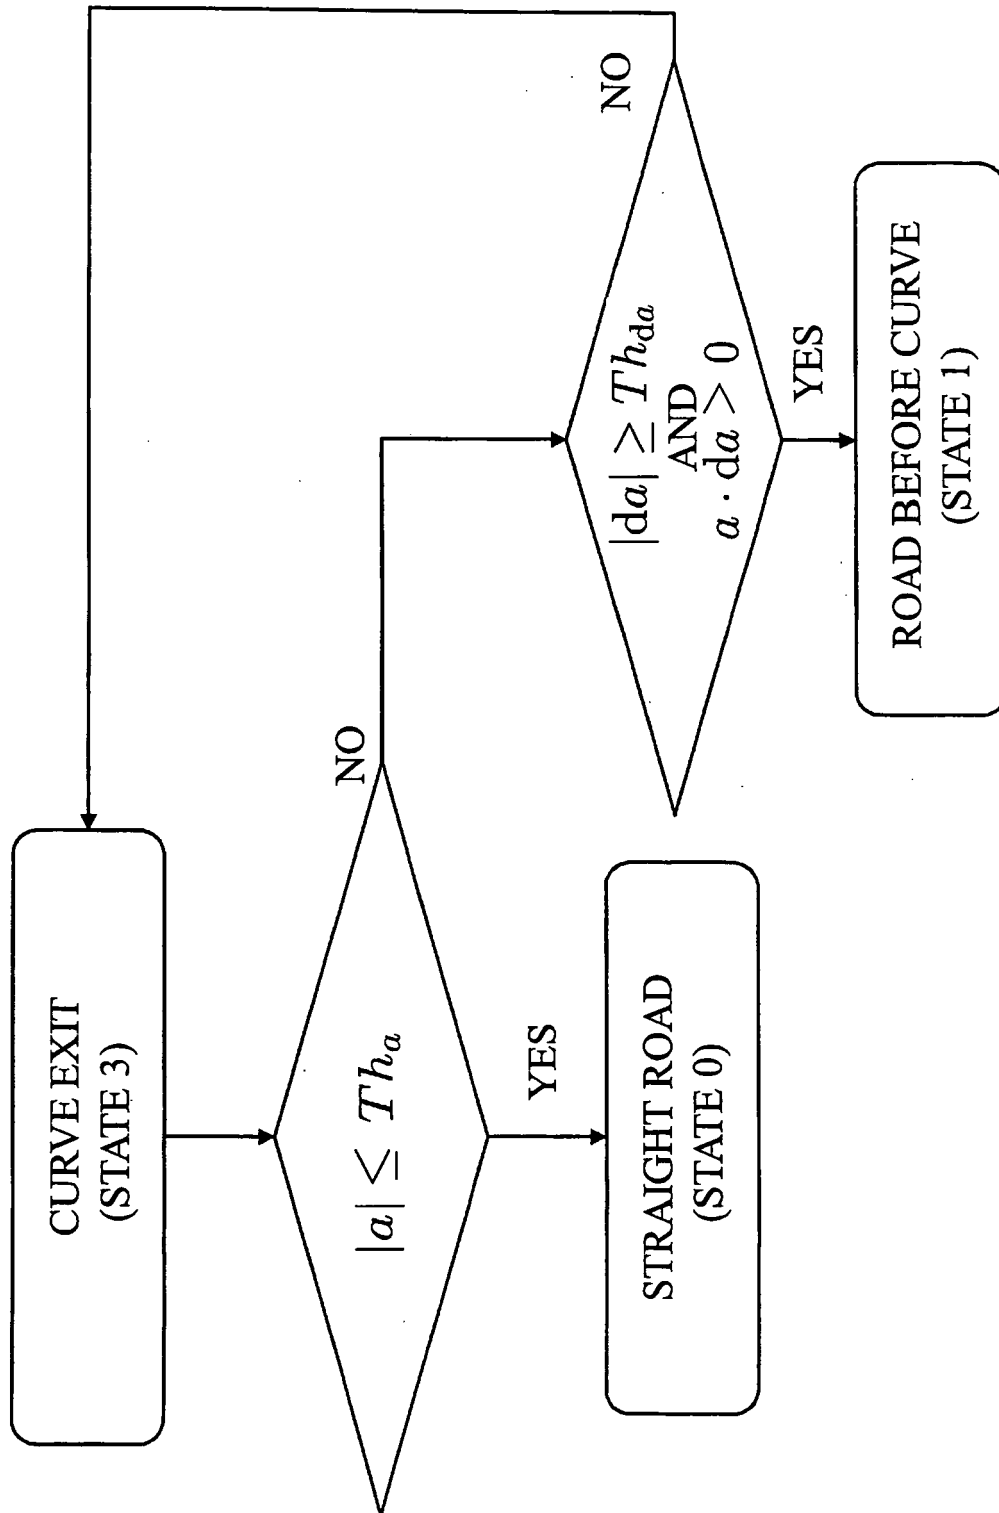 CURVE EXIT
(STATE 3)
|a| ≤ Th_a
NO
YES
STRAIGHT ROAD
(STATE 0)
|da| ≥ Th_da
AND
a · da > 0
NO
YES
ROAD BEFORE CURVE
(STATE 1)